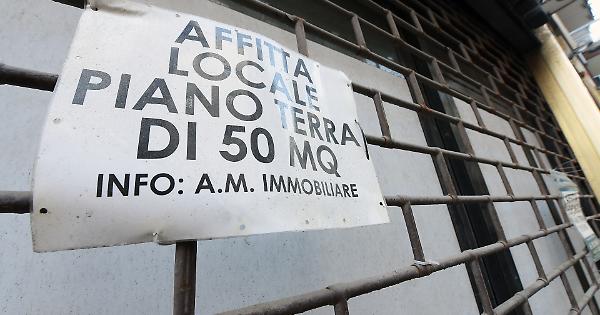 AFFITTA
LOCALE
PIANO TERRA
DI 50 MQ
INFO: A.M. IMMOBILIARE